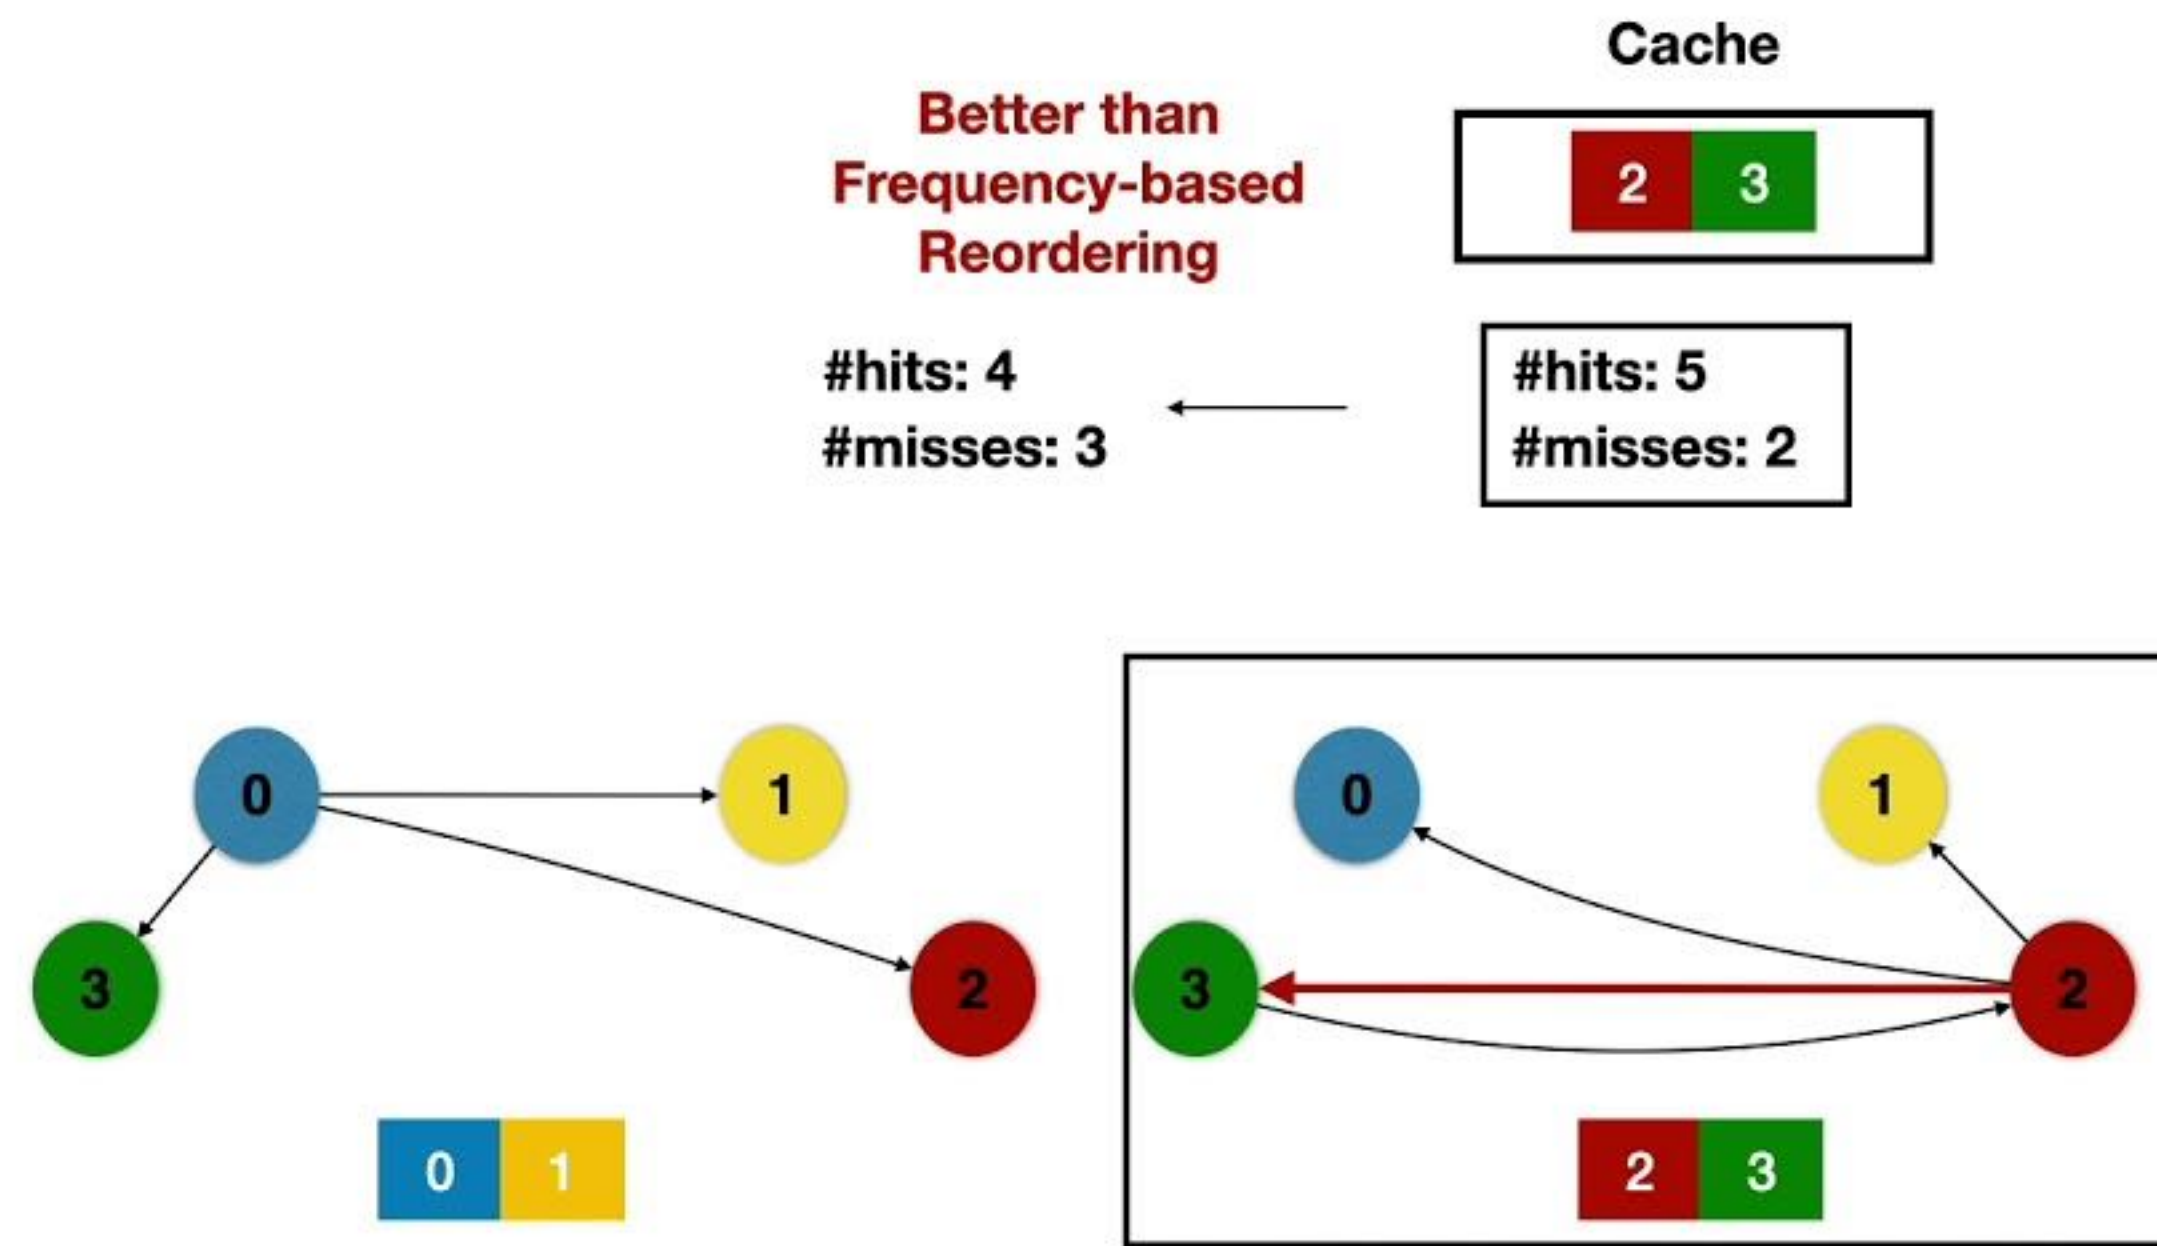 Cache
Better than
Frequency-based
Reordering
2 3
#hits: 4
#misses: 3
#hits: 5
#misses: 2
0
1
3
2
0 1
0
1
3
2
2 3